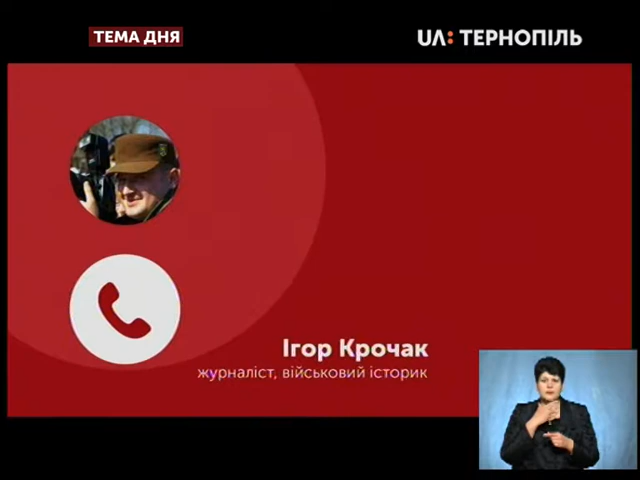 ТЕМА ДНЯ
UA: ТЕРНОПІЛЬ
Ігор Крочак
журналіст, військовий історик